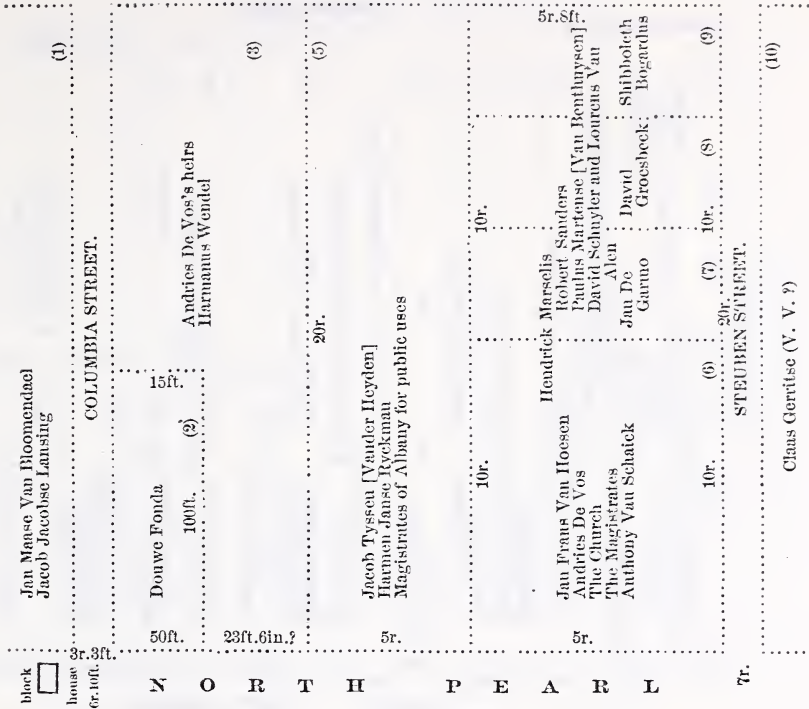 (1)
Jan Maase Van Bloomendael
Jacob Jacobse Lansing
COLUMBIA STREET.
3r.3ft.
block
house
6r.10ft.
(3)
Andries De Vos's heirs
Harmanus Wendel
15ft.
Douwe Fonda
100ft.
(2)
50ft.
23ft.6in.?
(5)
20r.
Jacob Tyssen [Vander Heyden]
Harmen Janse Ryckman
Magistrates of Albany for public uses
5r.
5r.8ft.
10r.
10r.
Hendrick Marselis
Robert Sanders
Paulus Martense [Van Benthuysen]
David Schuyler and Lourens Van
Alen
Shibboleth
Bogardus
(9)
David
Groesbeck
(8)
10r.
Jan De
Garmo
(7)
Jan Frans Van Hoesen
Andries De Vos
The Church
The Magistrates
Anthony Van Schaick
(6)
10r.
5r.
20r.
STEUBEN STREET.
7r.
(10)
Claas Gerritse (V. V. ?)
NORTH PEARL